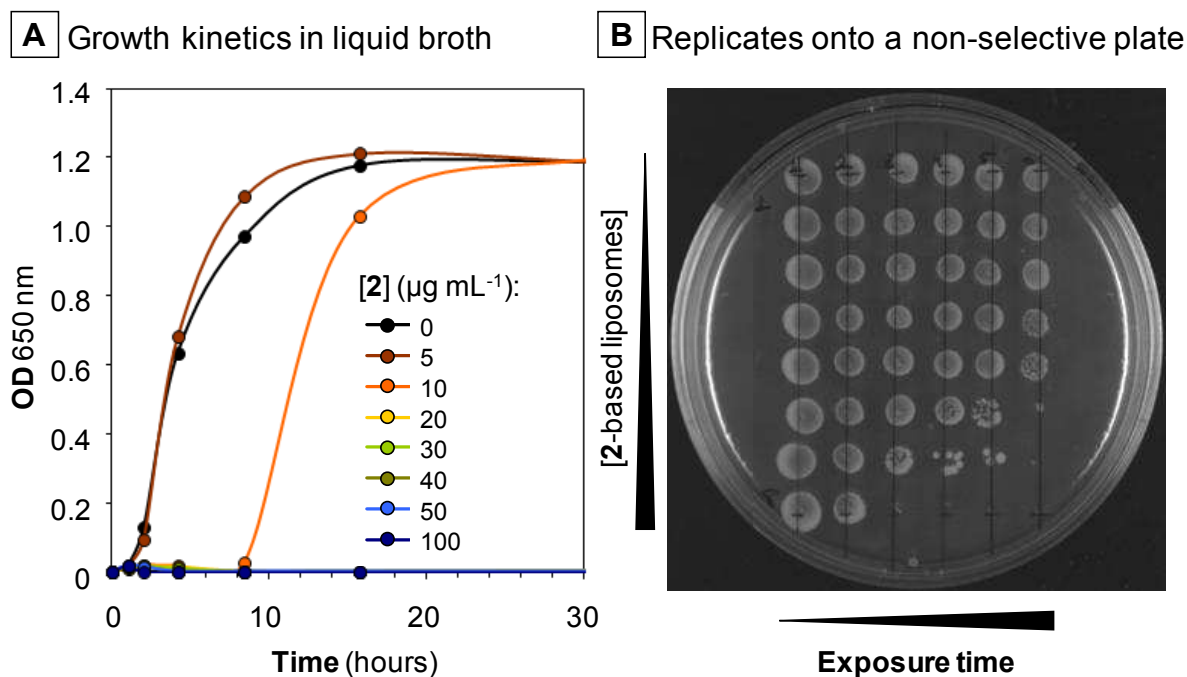 A Growth kinetics in liquid broth
1.4
1.2
1.0
0.8
0.6
0.4
0.2
0
OD 650 nm
0 10 20 30
Time (hours)
[2] (µg mL⁻¹):
0
5
10
20
30
40
50
100
B Replicates onto a non-selective plate
[2-based liposomes]
Exposure time